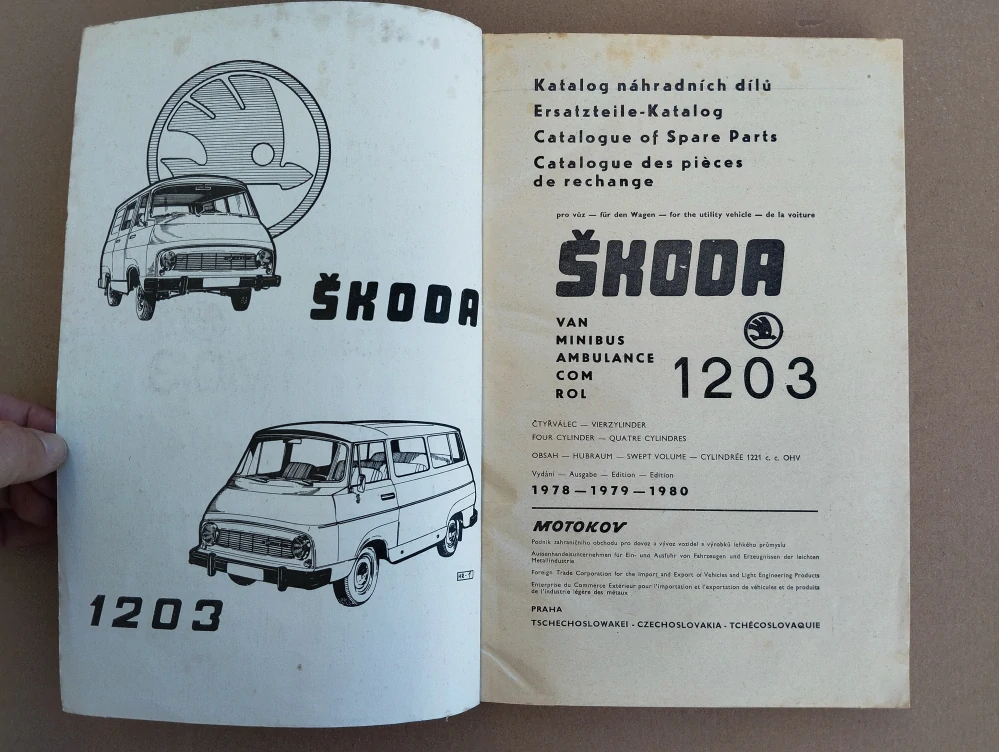 ŠKODA
1203
Katalog náhradních dílů
Ersatzteile-Katalog
Catalogue of Spare Parts
Catalogue des pièces
de rechange
pro vůz — für den Wagen — for the utility vehicle — de la voiture
ŠKODA
VAN
MINIBUS
AMBULANCE
COM
ROL
1203
ČTYŘVÁLEC — VIERZYLINDER
FOUR CYLINDER — QUATRE CYLINDRES
OBSAH — HUBRAUM — SWEPT VOLUME — CYLINDRÉE 1221 c. c. OHV
Vydání — Ausgabe — Edition — Edition
1978 — 1979 — 1980
MOTOKOV
Podnik zahraničního obchodu pro dovoz a vývoz vozidel a výrobků lehkého průmyslu
Aussenhandelsunternehmen für Ein- und Ausfuhr von Fahrzeugen und Erzeugnissen der leichten
Metallindustrie
Foreign Trade Corporation for the Import and Export of Vehicles and Light Engineering Products
Enterprise du Commerce Extérieur pour l'importation et l'exportation de véhicules et de produits
de l'industrie légère des métaux
PRAHA
TSCHECHOSLOWAKEI - CZECHOSLOVAKIA - TCHÉCOSLOVAQUIE